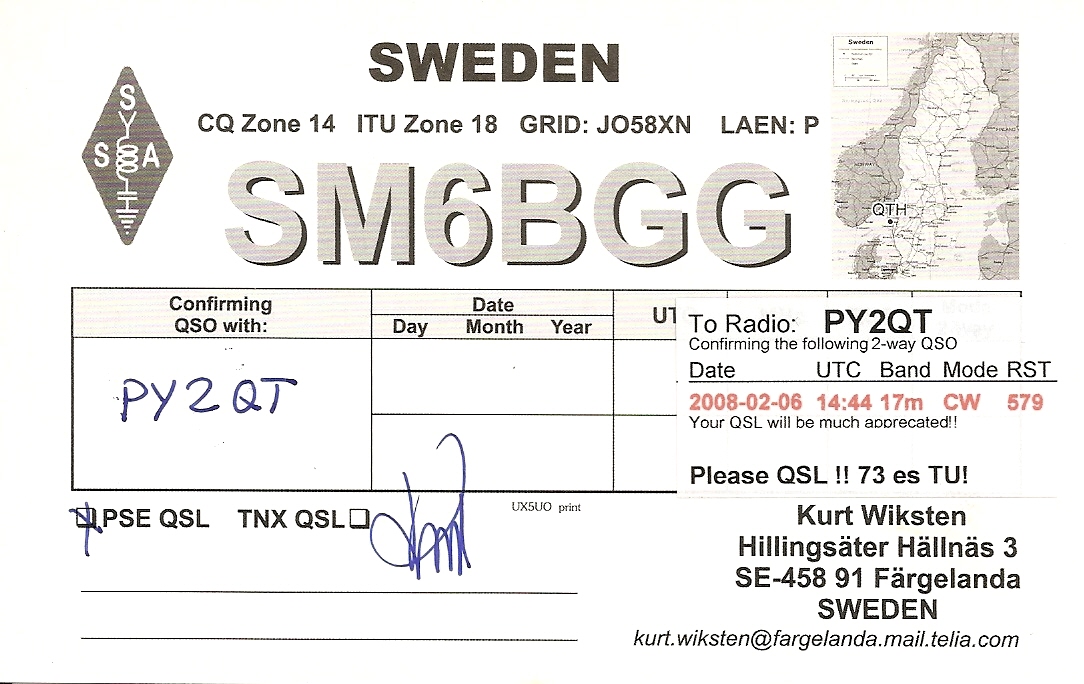 SWEDEN
CQ Zone 14 ITU Zone 18 GRID: JO58XN LAEN: P
SSA
SM6BGG
Sweden
QTH
Confirming QSO with:
Date
Day Month Year
UT
PY2QT
To Radio: PY2QT
Confirming the following 2-way QSO
Date UTC Band Mode RST
2008-02-06 14:44 17m CW 579
Your QSL will be much apprecated!!
Please QSL !! 73 es TU!
PSE QSL TNX QSL
UX5UO print
Kurt Wiksten
Hillingsäter Hällnäs 3
SE-458 91 Färgelanda
SWEDEN
kurt.wiksten@fargelanda.mail.telia.com